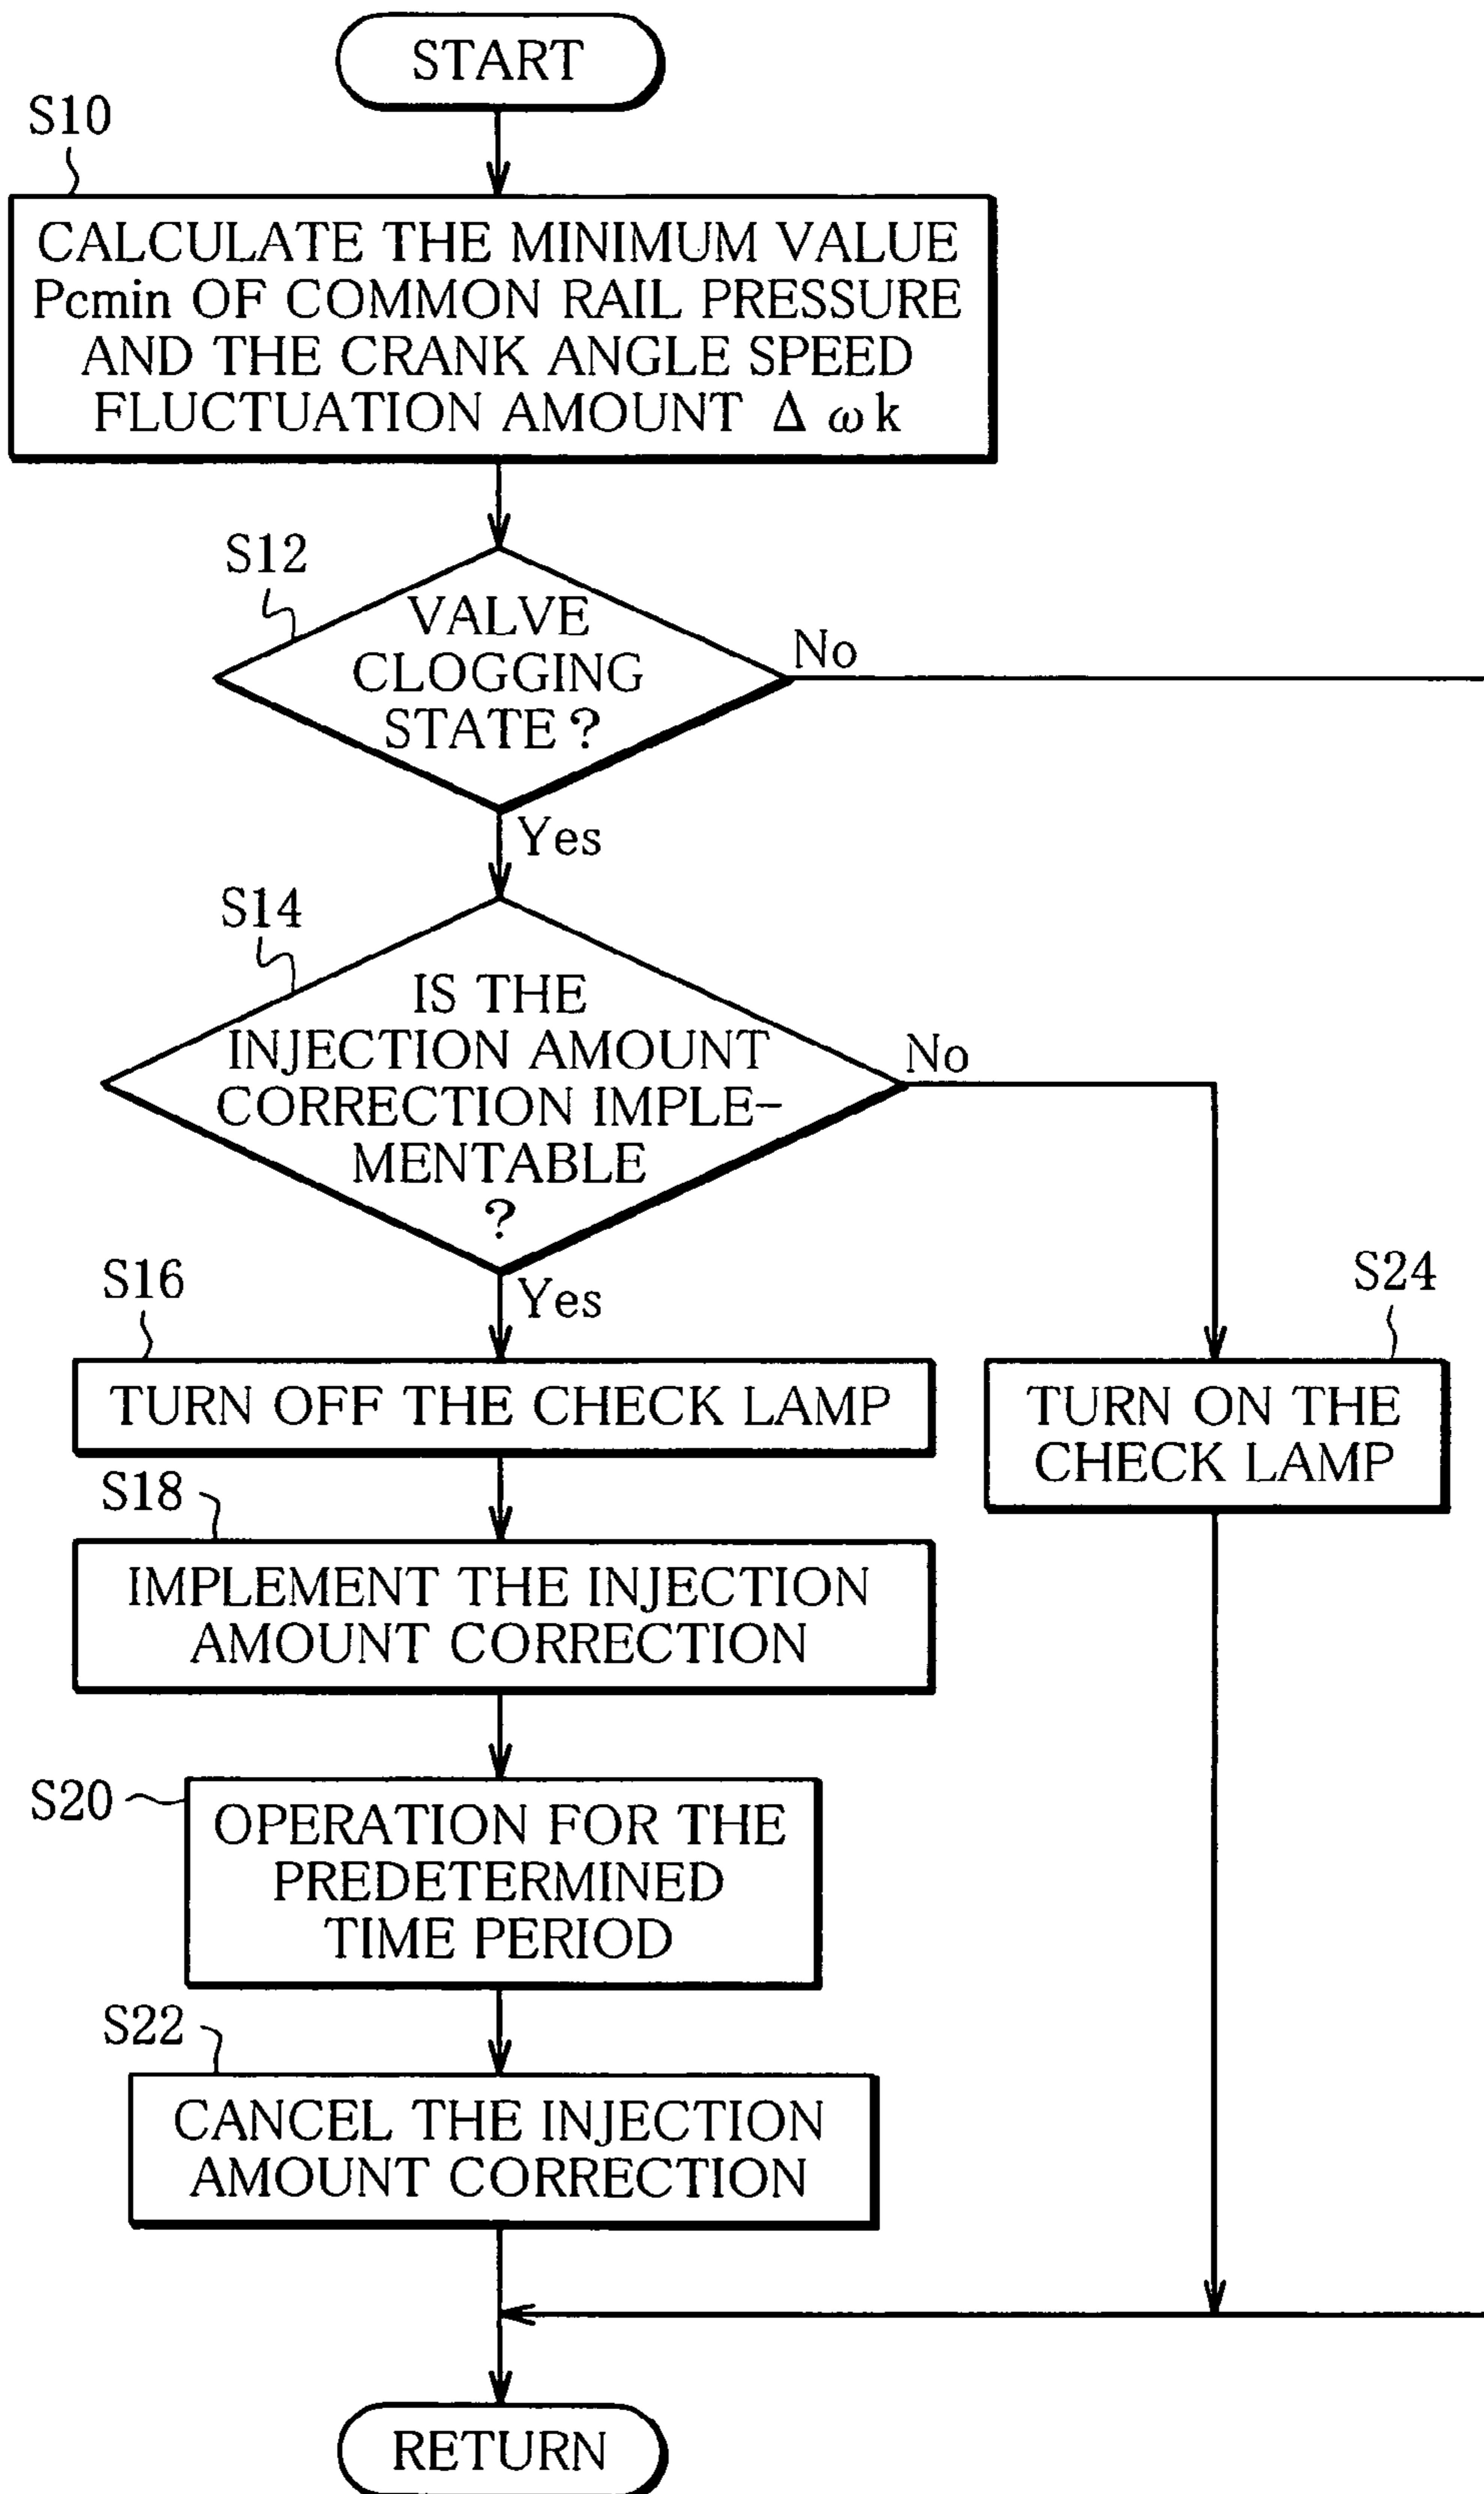 START
S10
CALCULATE THE MINIMUM VALUE
Pcmin OF COMMON RAIL PRESSURE
AND THE CRANK ANGLE SPEED
FLUCTUATION AMOUNT Δωk
S12
VALVE
CLOGGING
STATE?
No
Yes
S14
IS THE
INJECTION AMOUNT
CORRECTION IMPLE-
MENTABLE
?
No
Yes
S16
TURN OFF THE CHECK LAMP
S24
TURN ON THE
CHECK LAMP
S18
IMPLEMENT THE INJECTION
AMOUNT CORRECTION
S20
OPERATION FOR THE
PREDETERMINED
TIME PERIOD
S22
CANCEL THE INJECTION
AMOUNT CORRECTION
RETURN